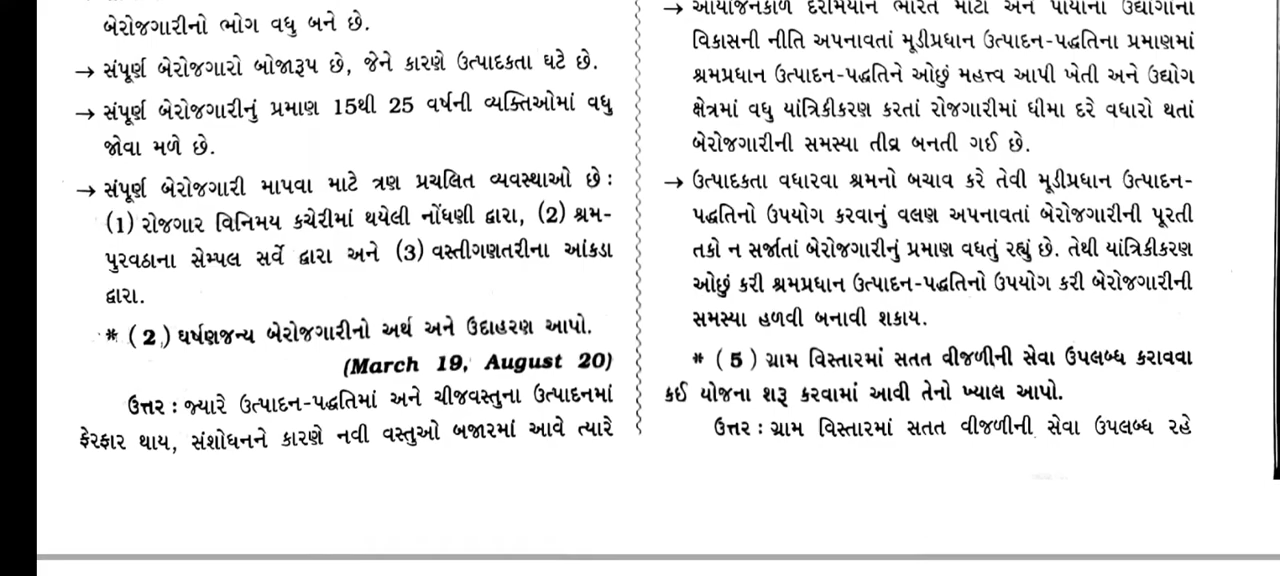 બેરોજગારીનો ભોગ વધુ બને છે.
→ સંપૂર્ણ બેરોજગારો બોજારૂપ છે, જેને કારણે ઉત્પાદકતા ઘટે છે.
→ સંપૂર્ણ બેરોજગારીનું પ્રમાણ 15થી 25 વર્ષની વ્યક્તિઓમાં વધુ
જોવા મળે છે.
→ સંપૂર્ણ બેરોજગારી માપવા માટે ત્રણ પ્રચલિત વ્યવસ્થાઓ છે :
(1) રોજગાર વિનિમય કચેરીમાં થયેલી નોંધણી દ્વારા, (2) શ્રમ-
પુરવઠાના સેમ્પલ સર્વે દ્વારા અને (3) વસ્તીગણતરીના આંકડા
દ્વારા.
* ( 2 ) ઘર્ષણજન્ય બેરોજગારીનો અર્થ અને ઉદાહરણ આપો.
(March 19, August 20)
ઉત્તર : જ્યારે ઉત્પાદન-પદ્ધતિમાં અને ચીજવસ્તુના ઉત્પાદનમાં
ફેરફાર થાય, સંશોધનને કારણે નવી વસ્તુઓ બજારમાં આવે ત્યારે
→ આયોજનકાળ દરમિયાન ભારતે મોટા અને પાયાના ઉદ્યોગોના
વિકાસની નીતિ અપનાવતાં મૂડીપ્રધાન ઉત્પાદન-પદ્ધતિના પ્રમાણમાં
શ્રમપ્રધાન ઉત્પાદન-પદ્ધતિને ઓછું મહત્ત્વ આપી ખેતી અને ઉદ્યોગ
ક્ષેત્રમાં વધુ યાંત્રિકીકરણ કરતાં રોજગારીમાં ધીમા દરે વધારો થતાં
બેરોજગારીની સમસ્યા તીવ્ર બનતી ગઈ છે.
→ ઉત્પાદકતા વધારવા શ્રમનો બચાવ કરે તેવી મૂડીપ્રધાન ઉત્પાદન-
પદ્ધતિનો ઉપયોગ કરવાનું વલણ અપનાવતાં બેરોજગારીની પૂરતી
તકો ન સર્જાતાં બેરોજગારીનું પ્રમાણ વધતું રહ્યું છે. તેથી યાંત્રિકીકરણ
ઓછું કરી શ્રમપ્રધાન ઉત્પાદન-પદ્ધતિનો ઉપયોગ કરી બેરોજગારીની
સમસ્યા હળવી બનાવી શકાય.
* ( 5 ) ગ્રામ વિસ્તારમાં સતત વીજળીની સેવા ઉપલબ્ધ કરાવવા
કઈ યોજના શરૂ કરવામાં આવી તેનો ખ્યાલ આપો.
ઉત્તર : ગ્રામ વિસ્તારમાં સતત વીજળીની સેવા ઉપલબ્ધ રહે